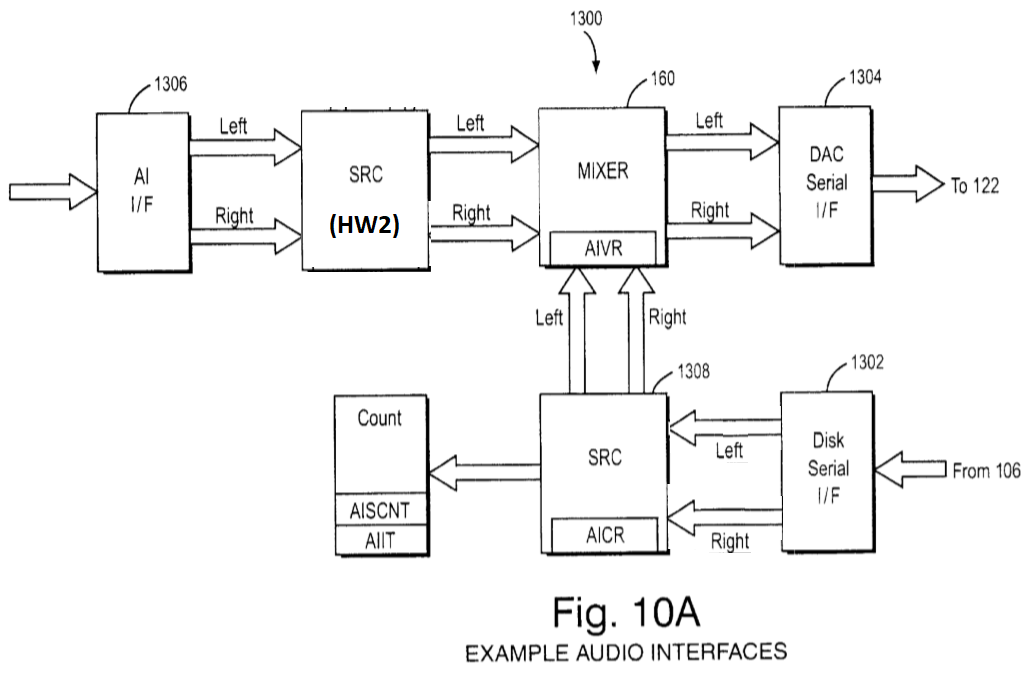 1300
1306
160
1304
Left
Left
Left
AI
I/F
SRC
(HW2)
MIXER
DAC
Serial
I/F
To 122
Right
Right
Right
AIVR
Left
Right
1308
1302
Count
AISCNT
AIIT
SRC
AICR
Left
Right
Disk
Serial
I/F
From 106
Fig. 10A
EXAMPLE AUDIO INTERFACES